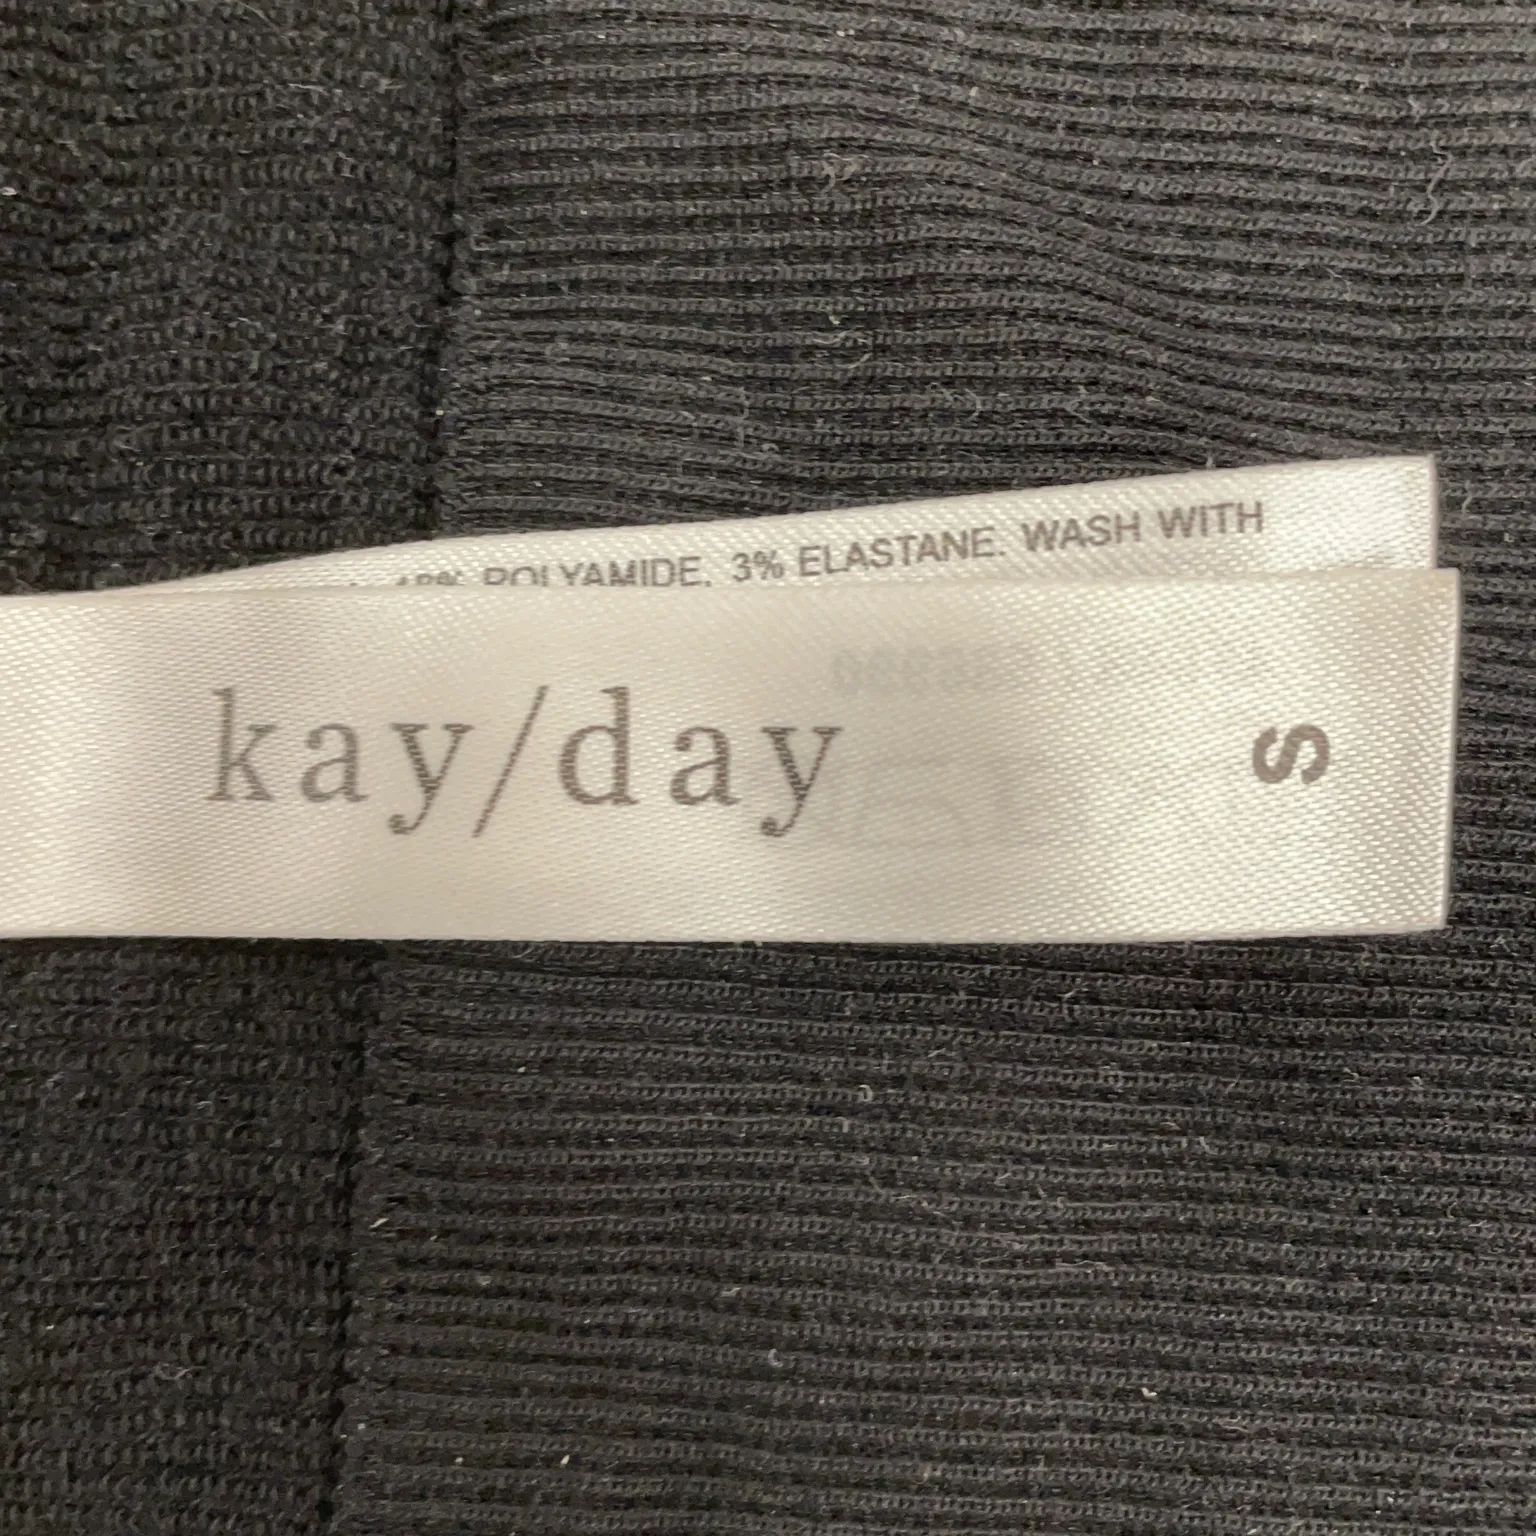 POLYAMIDE, 3% ELASTANE. WASH WITH
kay/day
S